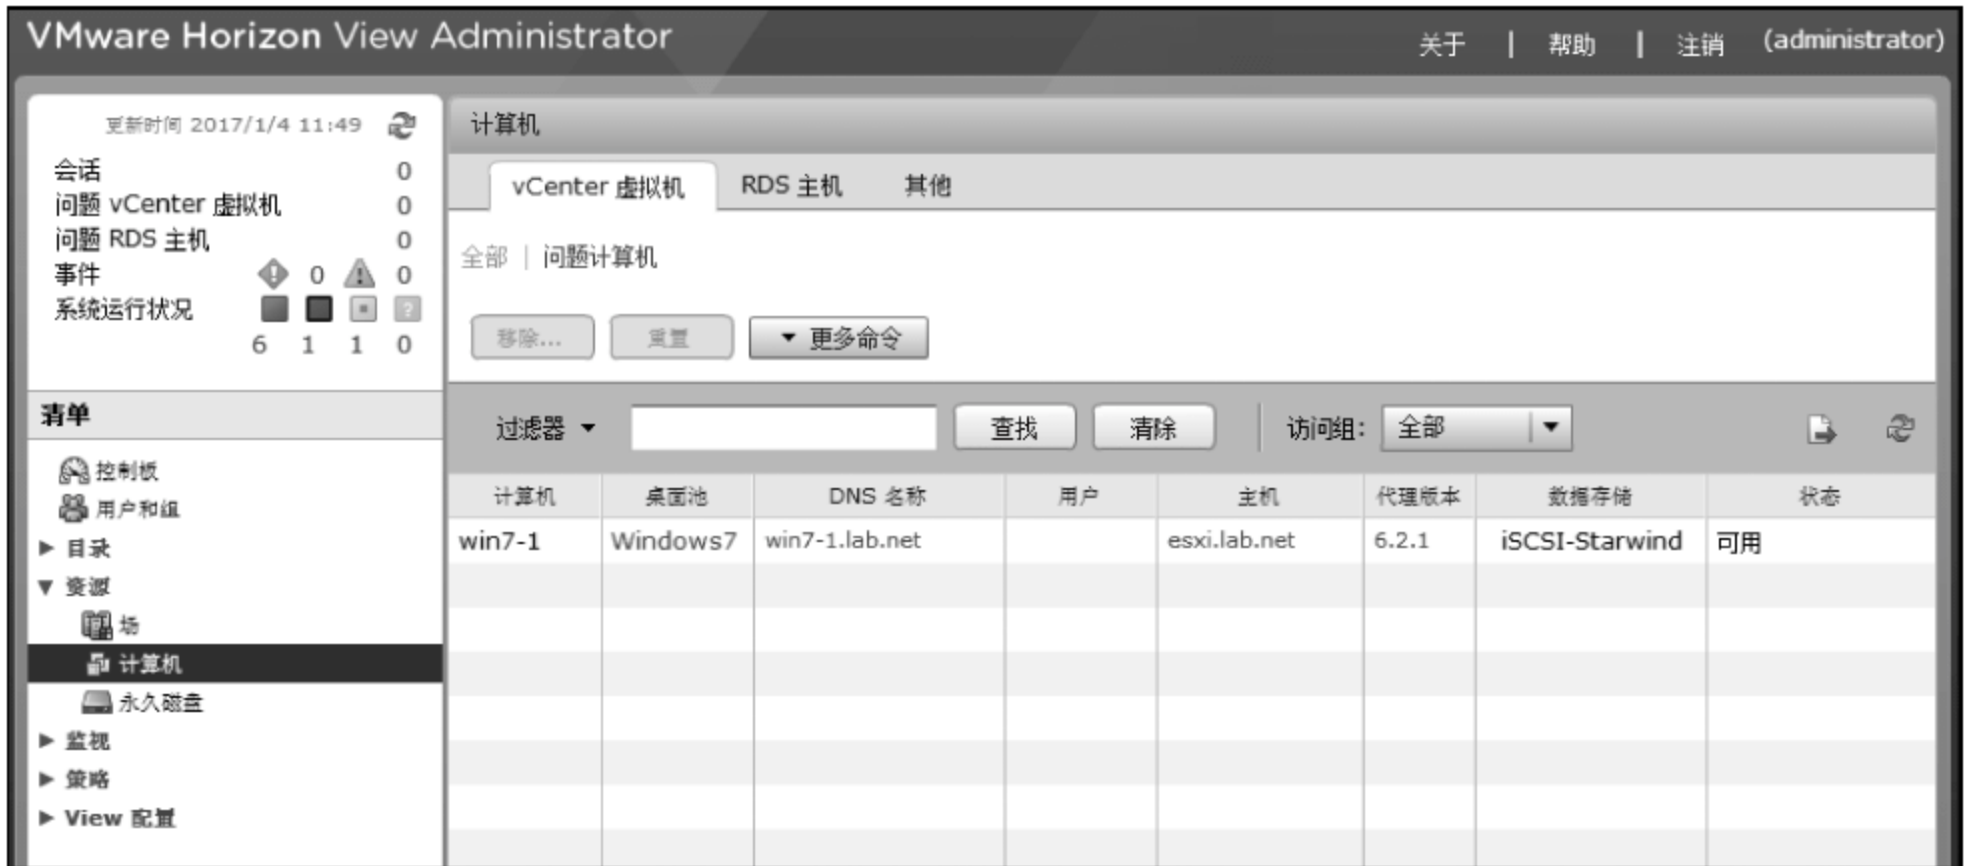 VMware Horizon View Administrator
关于 | 帮助 | 注销 (administrator)
更新时间 2017/1/4 11:49
会话 0
问题 vCenter 虚拟机 0
问题 RDS 主机 0
事件 0 0
系统运行状况
6 1 1 0
清单
控制板
用户和组
目录
资源
场
计算机
永久磁盘
监视
策略
View 配置
计算机
vCenter 虚拟机 RDS 主机 其他
全部 | 问题计算机
移除... 重置 更多命令
过滤器 查找 清除 访问组: 全部
计算机 桌面池 DNS 名称 用户 主机 代理版本 数据存储 状态
win7-1 Windows7 win7-1.lab.net esxi.lab.net 6.2.1 iSCSI-Starwind 可用